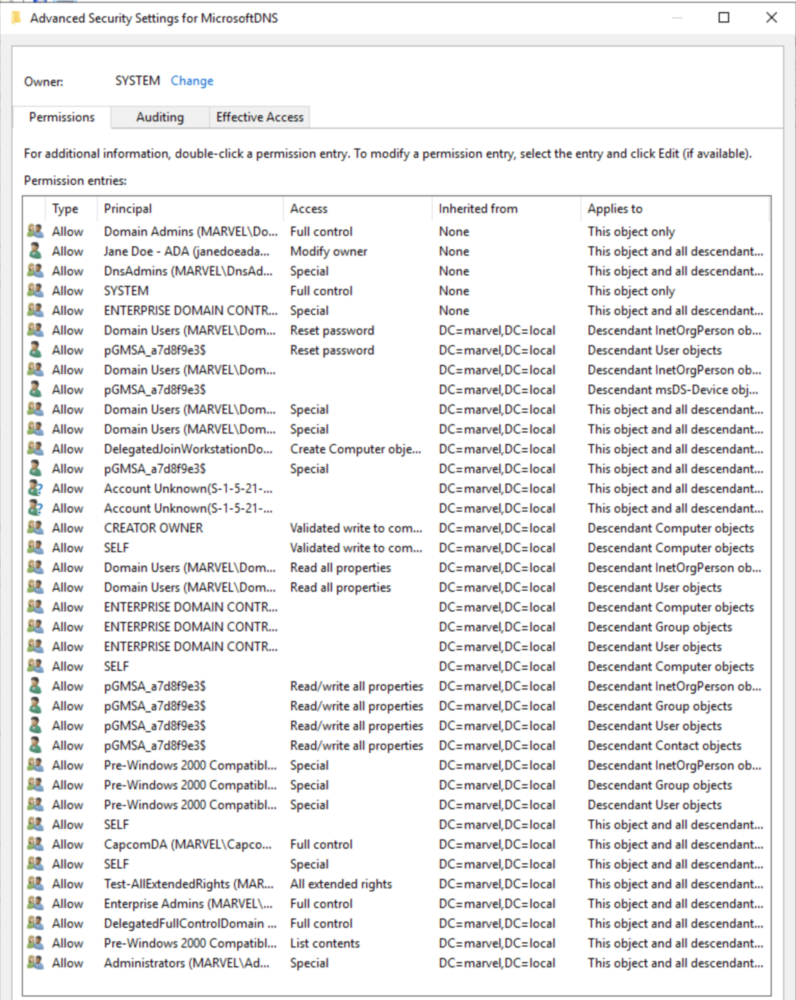 Advanced Security Settings for MicrosoftDNS
Owner: SYSTEM Change
Permissions Auditing Effective Access
For additional information, double-click a permission entry. To modify a permission entry, select the entry and click Edit (if available).
Permission entries:
Type Principal Access Inherited from Applies to
Allow Domain Admins (MARVEL\Do... Full control None This object only
Allow Jane Doe - ADA (janedoeada... Modify owner None This object and all descendant...
Allow DnsAdmins (MARVEL\DnsAd... Special None This object and all descendant...
Allow SYSTEM Full control None This object only
Allow ENTERPRISE DOMAIN CONTR... Special None This object and all descendant...
Allow Domain Users (MARVEL\Dom... Reset password DC=marvel,DC=local Descendant InetOrgPerson ob...
Allow pGMSA_a7d8f9e3$ Reset password DC=marvel,DC=local Descendant User objects
Allow Domain Users (MARVEL\Dom... DC=marvel,DC=local Descendant InetOrgPerson ob...
Allow pGMSA_a7d8f9e3$ DC=marvel,DC=local Descendant msDS-Device obj...
Allow Domain Users (MARVEL\Dom... Special DC=marvel,DC=local This object and all descendant...
Allow Domain Users (MARVEL\Dom... Special DC=marvel,DC=local This object and all descendant...
Allow DelegatedJoinWorkstationDo... Create Computer obje... DC=marvel,DC=local This object and all descendant...
Allow pGMSA_a7d8f9e3$ Special DC=marvel,DC=local This object and all descendant...
Allow Account Unknown(S-1-5-21-... DC=marvel,DC=local This object and all descendant...
Allow Account Unknown(S-1-5-21-... DC=marvel,DC=local This object and all descendant...
Allow CREATOR OWNER Validated write to com... DC=marvel,DC=local Descendant Computer objects
Allow SELF Validated write to com... DC=marvel,DC=local Descendant Computer objects
Allow Domain Users (MARVEL\Dom... Read all properties DC=marvel,DC=local Descendant InetOrgPerson ob...
Allow Domain Users (MARVEL\Dom... Read all properties DC=marvel,DC=local Descendant User objects
Allow ENTERPRISE DOMAIN CONTR... DC=marvel,DC=local Descendant Computer objects
Allow ENTERPRISE DOMAIN CONTR... DC=marvel,DC=local Descendant Group objects
Allow ENTERPRISE DOMAIN CONTR... DC=marvel,DC=local Descendant User objects
Allow SELF DC=marvel,DC=local Descendant Computer objects
Allow pGMSA_a7d8f9e3$ Read/write all properties DC=marvel,DC=local Descendant InetOrgPerson ob...
Allow pGMSA_a7d8f9e3$ Read/write all properties DC=marvel,DC=local Descendant Group objects
Allow pGMSA_a7d8f9e3$ Read/write all properties DC=marvel,DC=local Descendant User objects
Allow pGMSA_a7d8f9e3$ Read/write all properties DC=marvel,DC=local Descendant Contact objects
Allow Pre-Windows 2000 Compatibl... Special DC=marvel,DC=local Descendant InetOrgPerson ob...
Allow Pre-Windows 2000 Compatibl... Special DC=marvel,DC=local Descendant Group objects
Allow Pre-Windows 2000 Compatibl... Special DC=marvel,DC=local Descendant User objects
Allow SELF DC=marvel,DC=local This object and all descendant...
Allow CapcomDA (MARVEL\Capco... Full control DC=marvel,DC=local This object and all descendant...
Allow SELF Special DC=marvel,DC=local This object and all descendant...
Allow Test-AllExtendedRights (MAR... All extended rights DC=marvel,DC=local This object and all descendant...
Allow Enterprise Admins (MARVEL\... Full control DC=marvel,DC=local This object and all descendant...
Allow DelegatedFullControlDomain ... Full control DC=marvel,DC=local This object and all descendant...
Allow Pre-Windows 2000 Compatibl... List contents DC=marvel,DC=local This object and all descendant...
Allow Administrators (MARVEL\Ad... Special DC=marvel,DC=local This object and all descendant...